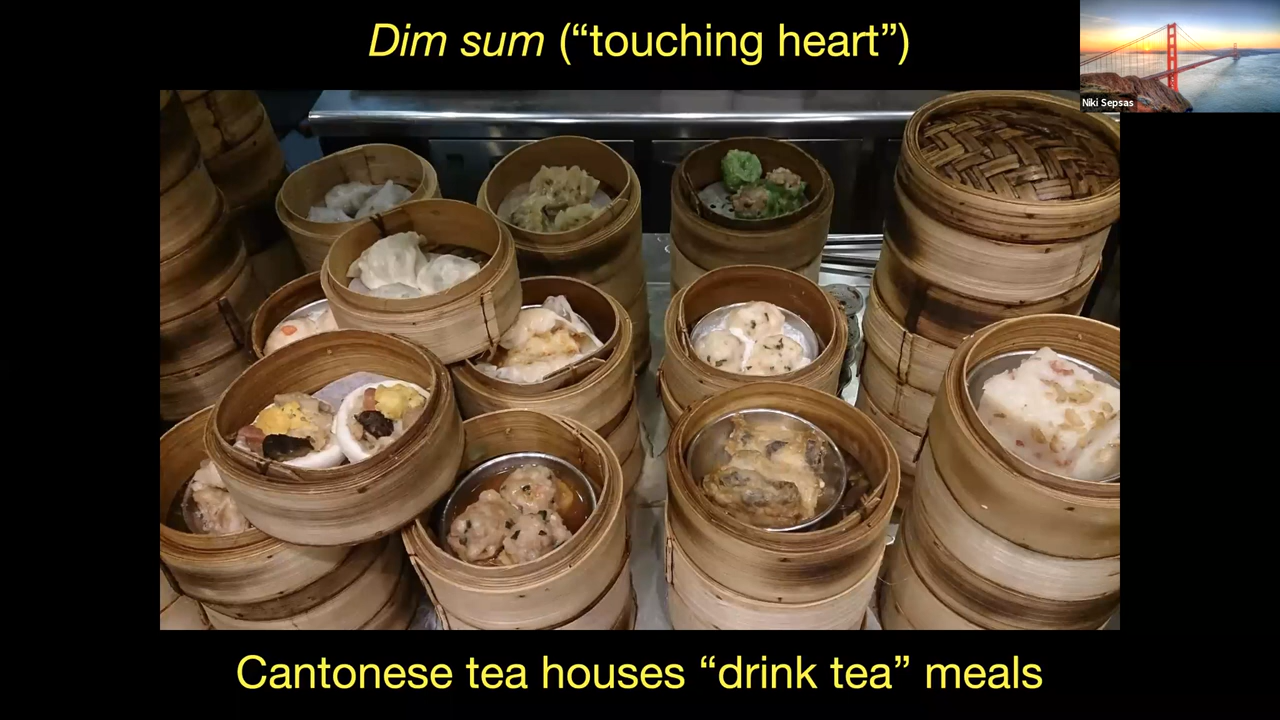 Dim sum (“touching heart”)
Niki Sepsas
Cantonese tea houses “drink tea” meals